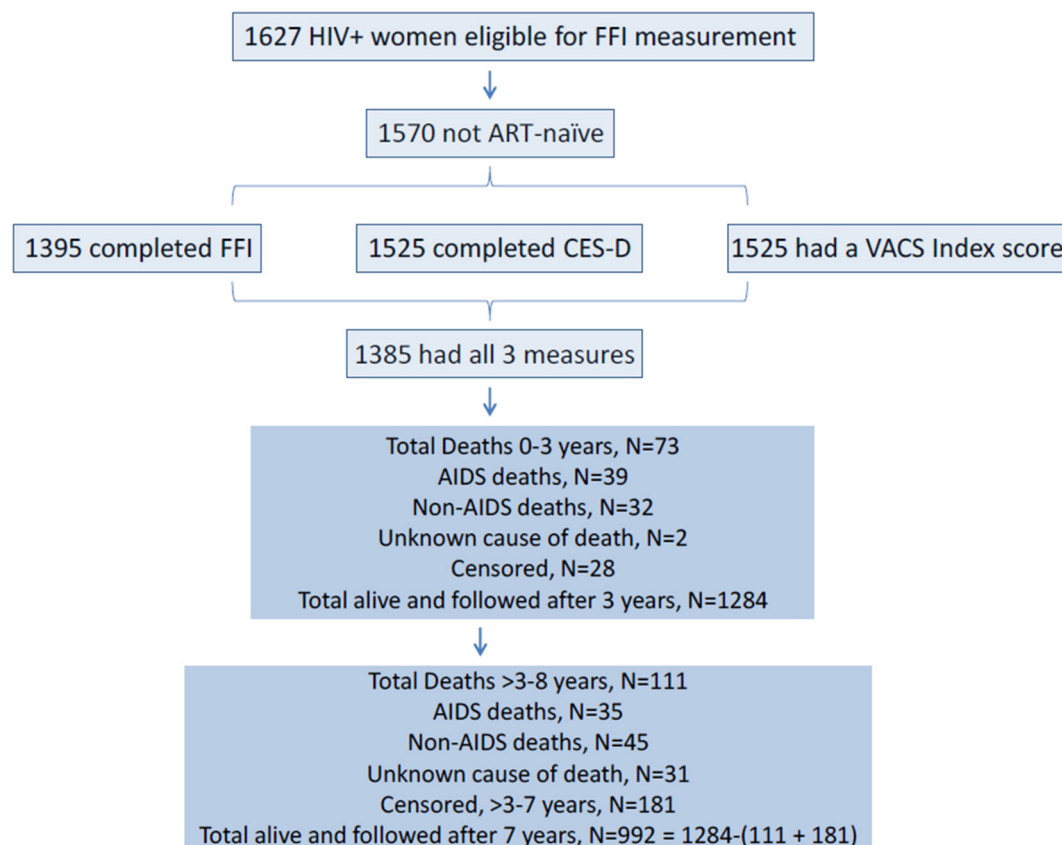 1627 HIV+ women eligible for FFI measurement
1570 not ART-naïve
1395 completed FFI
1525 completed CES-D
1525 had a VACS Index score
1385 had all 3 measures
Total Deaths 0-3 years, N=73
AIDS deaths, N=39
Non-AIDS deaths, N=32
Unknown cause of death, N=2
Censored, N=28
Total alive and followed after 3 years, N=1284
Total Deaths >3-8 years, N=111
AIDS deaths, N=35
Non-AIDS deaths, N=45
Unknown cause of death, N=31
Censored, >3-7 years, N=181
Total alive and followed after 7 years, N=992 = 1284-(111 + 181)